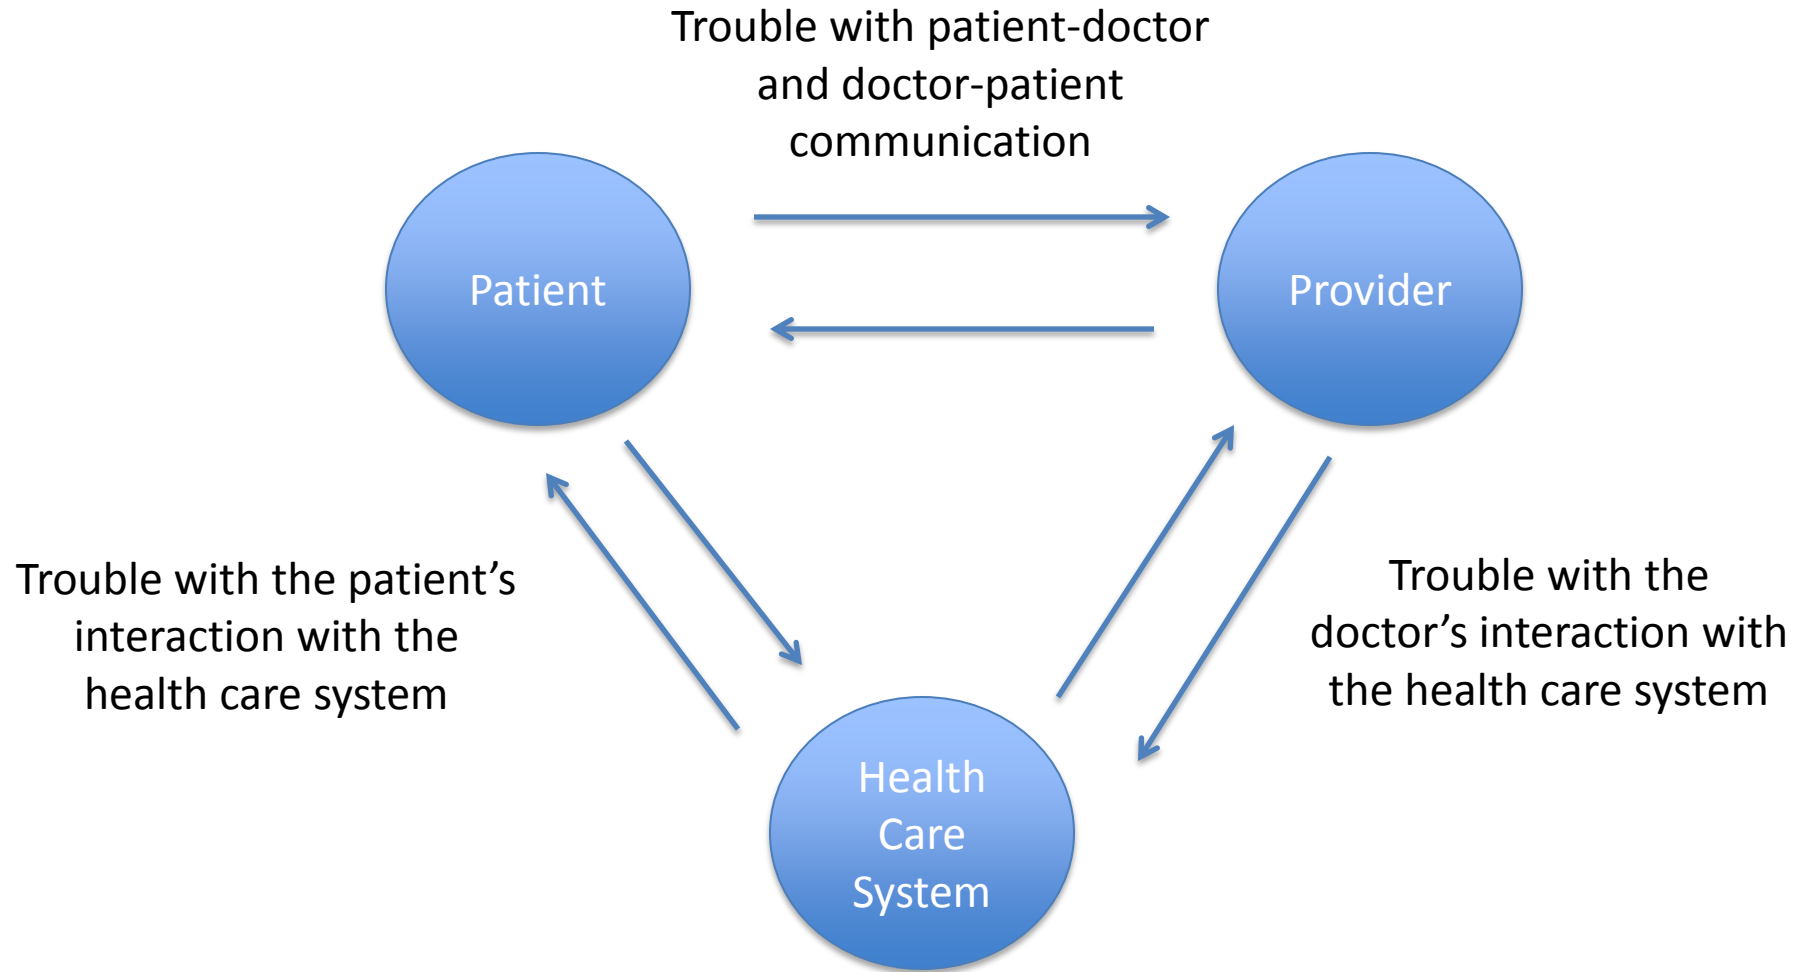 Trouble with patient-doctor
and doctor-patient
communication
Patient
Provider
Trouble with the patient’s
interaction with the
health care system
Trouble with the
doctor’s interaction with
the health care system
Health
Care
System